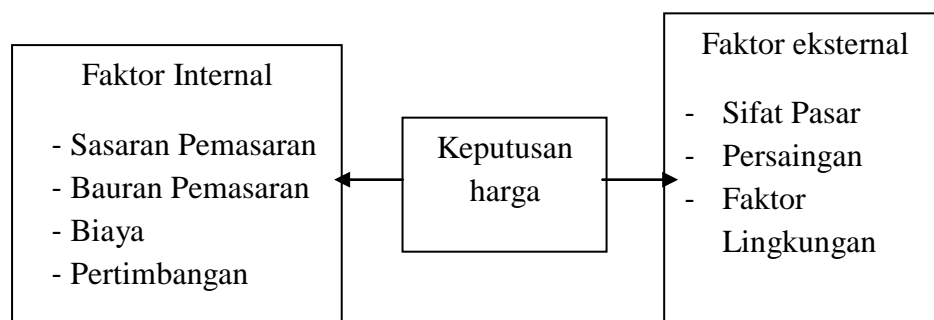 Faktor Internal
- Sasaran Pemasaran
- Bauran Pemasaran
- Biaya
- Pertimbangan
Keputusan
harga
Faktor eksternal
- Sifat Pasar
- Persaingan
- Faktor
Lingkungan